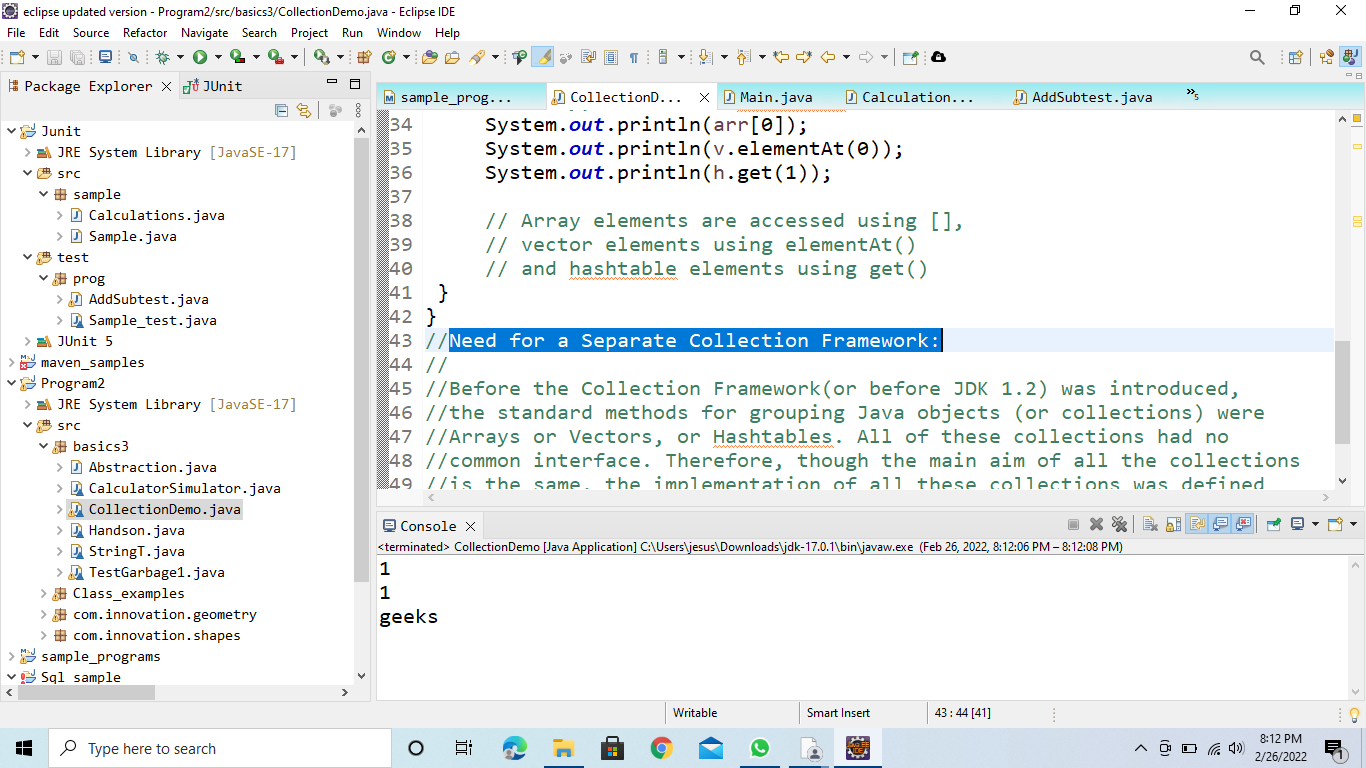 eclipse updated version - Program2/src/basics3/CollectionDemo.java - Eclipse IDE
File Edit Source Refactor Navigate Search Project Run Window Help
Package Explorer
JUnit
Junit
JRE System Library [JavaSE-17]
src
sample
Calculations.java
Sample.java
test
prog
AddSubtest.java
Sample_test.java
JUnit 5
maven_samples
Program2
JRE System Library [JavaSE-17]
src
basics3
Abstraction.java
CalculatorSimulator.java
CollectionDemo.java
Handson.java
StringT.java
TestGarbage1.java
Class_examples
com.innovation.geometry
com.innovation.shapes
sample_programs
Sql sample
sample_prog... CollectionD... Main.java Calculation... AddSubtest.java »5
34 System.out.println(arr[0]);
35 System.out.println(v.elementAt(0));
36 System.out.println(h.get(1));
37
38 // Array elements are accessed using [],
39 // vector elements using elementAt()
40 // and hashtable elements using get()
41 }
42 }
43 //Need for a Separate Collection Framework:
44 //
45 //Before the Collection Framework(or before JDK 1.2) was introduced,
46 //the standard methods for grouping Java objects (or collections) were
47 //Arrays or Vectors, or Hashtables. All of these collections had no
48 //common interface. Therefore, though the main aim of all the collections
49 //is the same, the implementation of all these collections was defined
Console
<terminated> CollectionDemo [Java Application] C:\Users\jesus\Downloads\jdk-17.0.1\bin\javaw.exe (Feb 26, 2022, 8:12:06 PM – 8:12:08 PM)
1
1
geeks
Writable Smart Insert 43 : 44 [41]
Type here to search
8:12 PM
2/26/2022
1